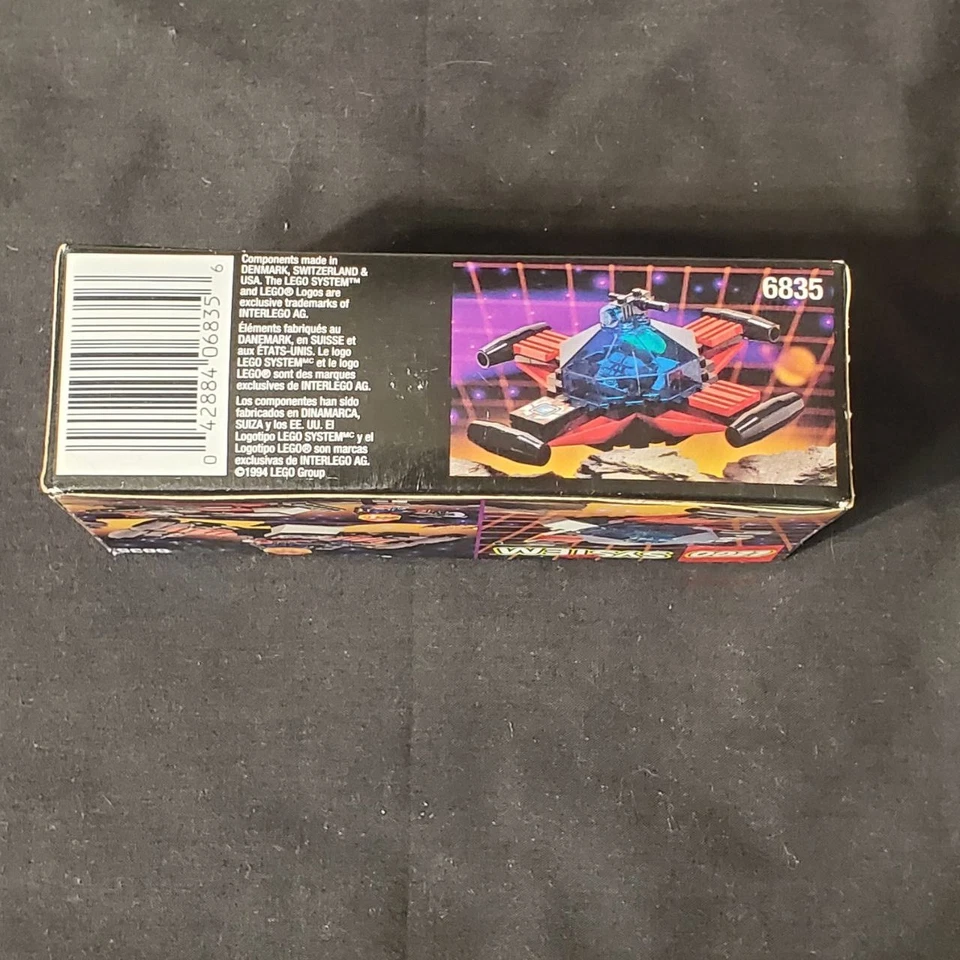 0 42884 06835 6
Components made in
DENMARK, SWITZERLAND &
USA. The LEGO SYSTEM™
and LEGO® Logos are
exclusive trademarks of
INTERLEGO AG.
Éléments fabriqués au
DANEMARK, en SUISSE et
aux ÉTATS-UNIS. Le logo
LEGO SYSTEMᴹᶜ et le logo
LEGO® sont des marques
exclusives de INTERLEGO AG.
Los componentes han sido
fabricados en DINAMARCA,
SUIZA y los EE. UU. El
Logotipo LEGO SYSTEMᴹᶜ y el
Logotipo LEGO® son marcas
exclusivas de INTERLEGO AG.
©1994 LEGO Group
6835
LEGO SYSTEM